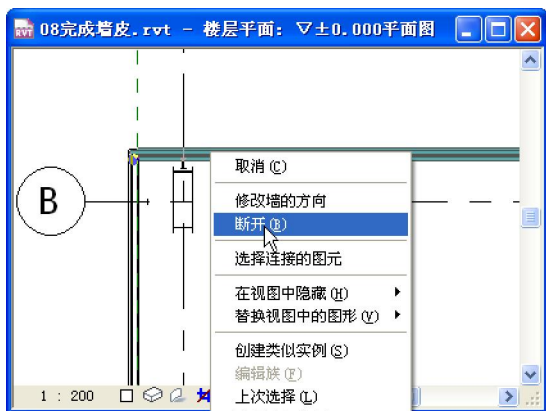 08完成墙皮.rvt - 楼层平面: ▽±0.000平面图
取消(C)
B
修改墙的方向
断开(B)
选择连接的图元
在视图中隐藏(H)
替换视图中的图形(V)
创建类似实例(S)
编辑族(F)
1 : 200
上次选择(L)